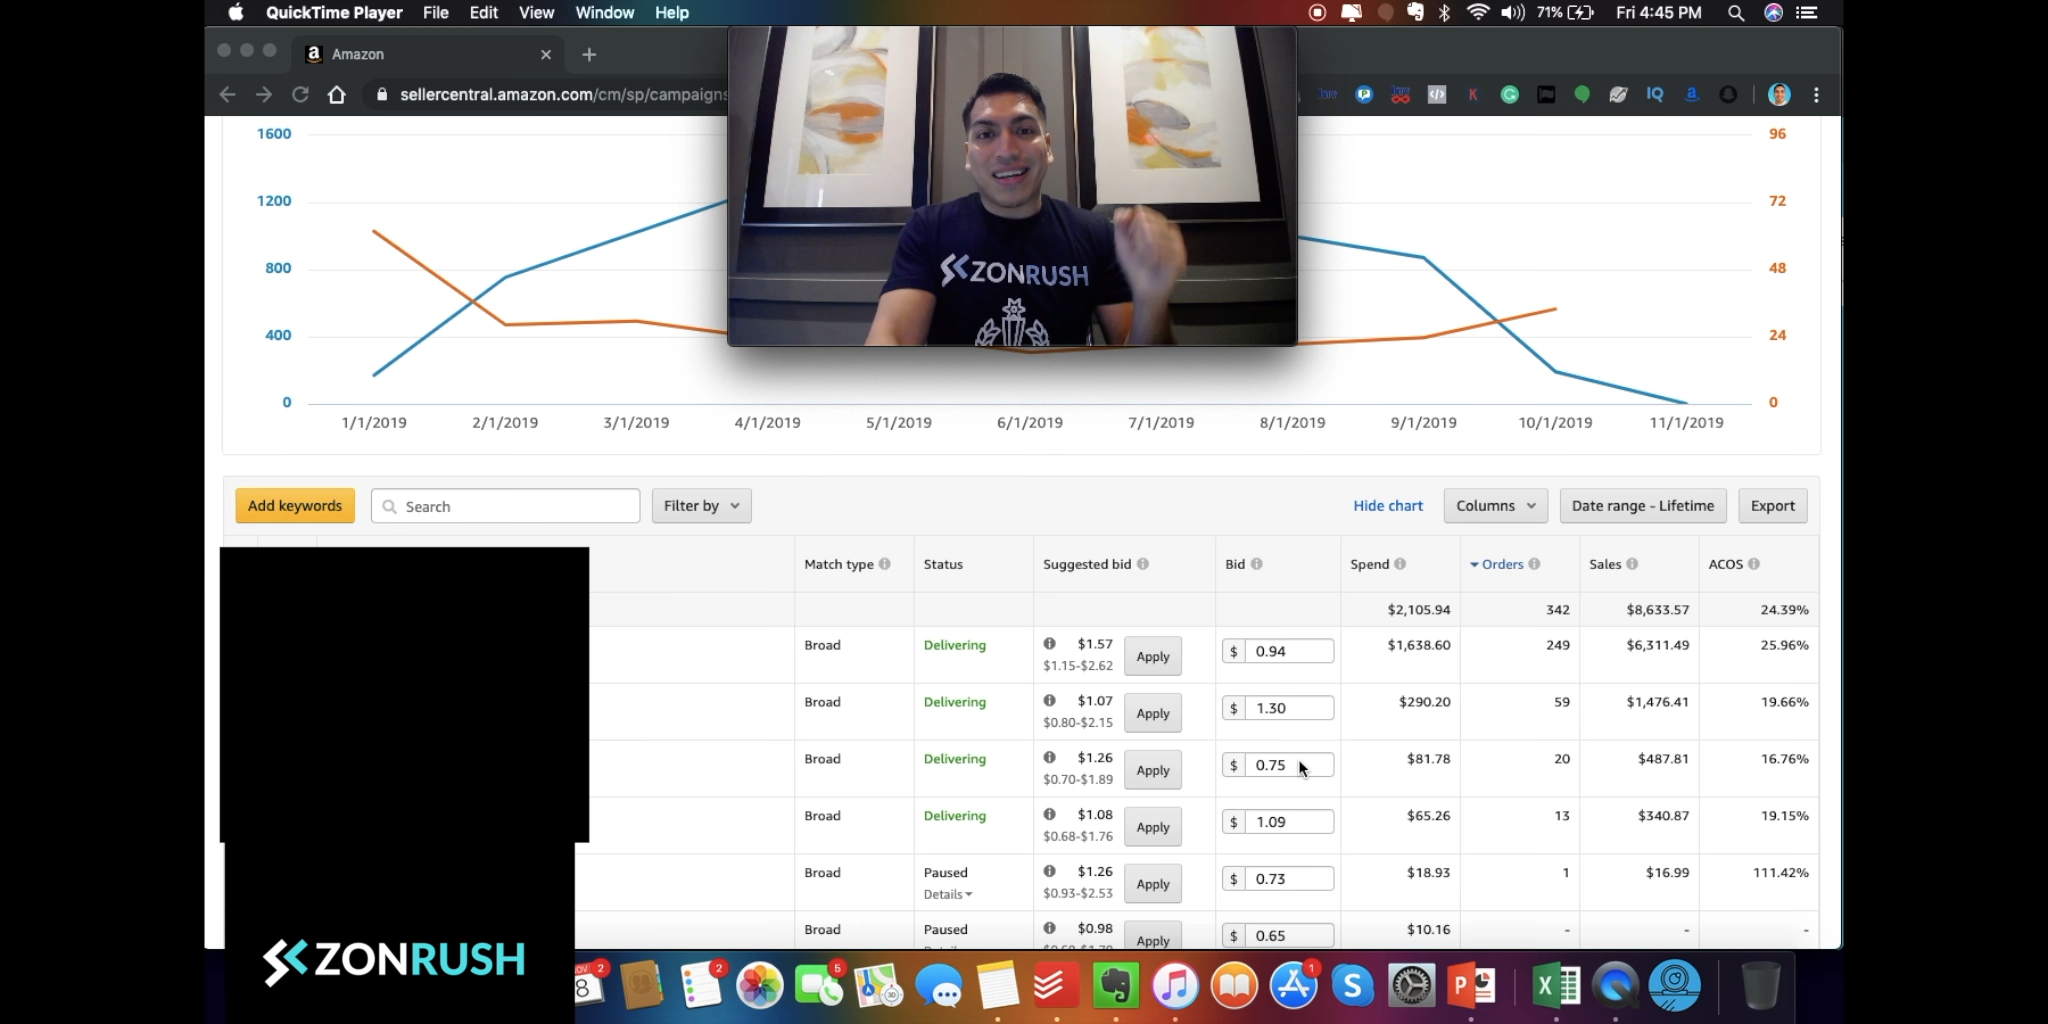 QuickTime Player File Edit View Window Help 71% Fri 4:45 PM
Amazon
sellercentral.amazon.com/cm/sp/campaigns
1600 96
1200 72
800 48
400 24
0 0
1/1/2019 2/1/2019 3/1/2019 4/1/2019 5/1/2019 6/1/2019 7/1/2019 8/1/2019 9/1/2019 10/1/2019 11/1/2019
ZONRUSH
Add keywords Search Filter by Hide chart Columns Date range - Lifetime Export
Match type Status Suggested bid Bid Spend Orders Sales ACOS
$2,105.94 342 $8,633.57 24.39%
Broad Delivering $1.57 Apply $ 0.94 $1,638.60 249 $6,311.49 25.96%
$1.15-$2.62
Broad Delivering $1.07 Apply $ 1.30 $290.20 59 $1,476.41 19.66%
$0.80-$2.15
Broad Delivering $1.26 Apply $ 0.75 $81.78 20 $487.81 16.76%
$0.70-$1.89
Broad Delivering $1.08 Apply $ 1.09 $65.26 13 $340.87 19.15%
$0.68-$1.76
Broad Paused $1.26 Apply $ 0.73 $18.93 1 $16.99 111.42%
Details $0.93-$2.53
Broad Paused $0.98 Apply $ 0.65 $10.16 - - -
ZONRUSH